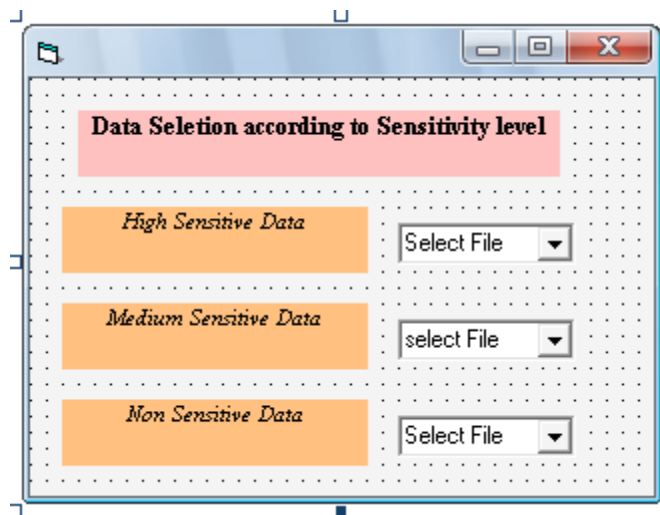 Data Seletion according to Sensitivity level
High Sensitive Data
Select File
Medium Sensitive Data
select File
Non Sensitive Data
Select File